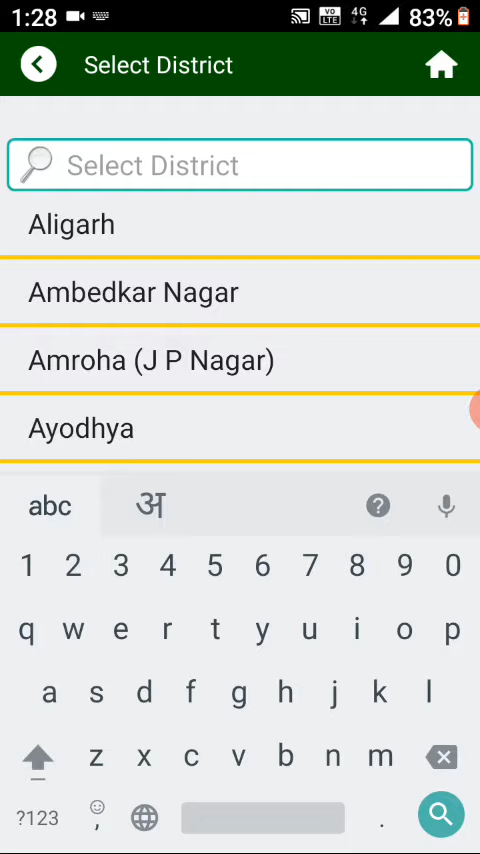 1:28 VO LTE 4G 83%
Select District
Select District
Aligarh
Ambedkar Nagar
Amroha (J P Nagar)
Ayodhya
abc अ ?
1 2 3 4 5 6 7 8 9 0
q w e r t y u i o p
a s d f g h j k l
z x c v b n m
?123 , .